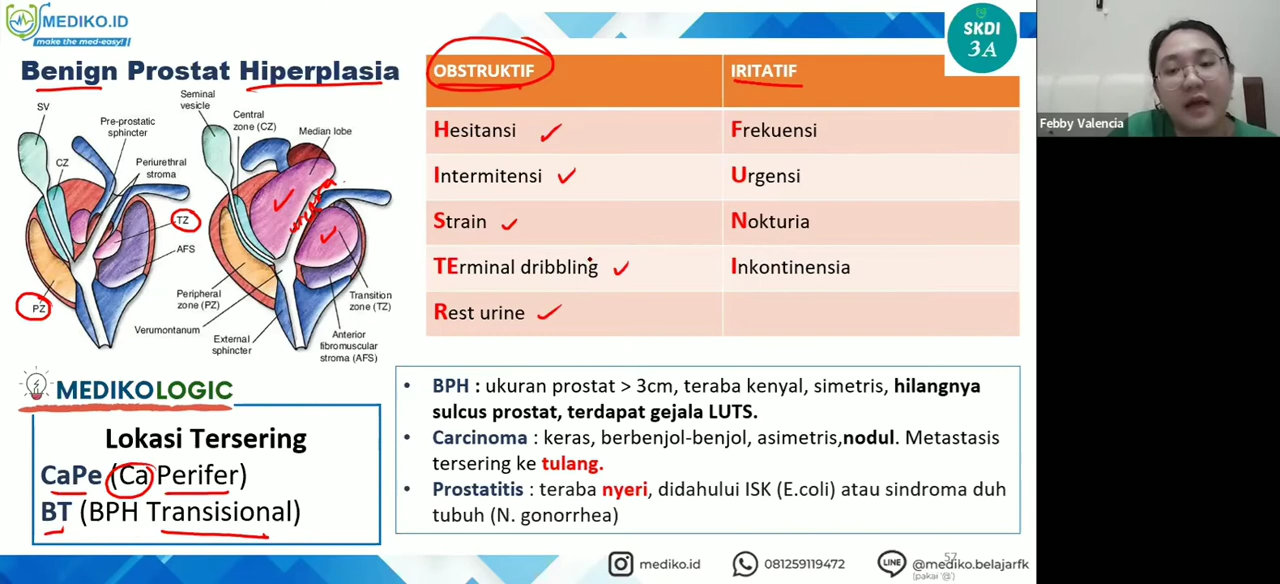 MEDIKO.ID
make the med-easy!
Benign Prostat Hiperplasia
SV
Pre-prostatic
sphincter
CZ
Periurethral
stroma
TZ
AFS
PZ
Seminal
vesicle
Central
zone (CZ)
Median lobe
uretra
Peripheral
zone (PZ)
Verumontanum
External
sphincter
Transition
zone (TZ)
Anterior
fibromuscular
stroma (AFS)
MEDIKOLOGIC
Lokasi Tersering
CaPe (Ca Perifer)
BT (BPH Transisional)
SKDI
3A
OBSTRUKTIF IRITATIF
Hesitansi Frekuensi
Intermitensi Urgensi
Strain Nokturia
TErminal dribbling Inkontinensia
Rest urine
• BPH : ukuran prostat > 3cm, teraba kenyal, simetris, hilangnya
sulcus prostat, terdapat gejala LUTS.
• Carcinoma : keras, berbenjol-benjol, asimetris,nodul. Metastasis
tersering ke tulang.
• Prostatitis : teraba nyeri, didahului ISK (E.coli) atau sindroma duh
tubuh (N. gonorrhea)
mediko.id
081259119472
LINE
@mediko.belajarfk
(pakai '@')
57
Febby Valencia